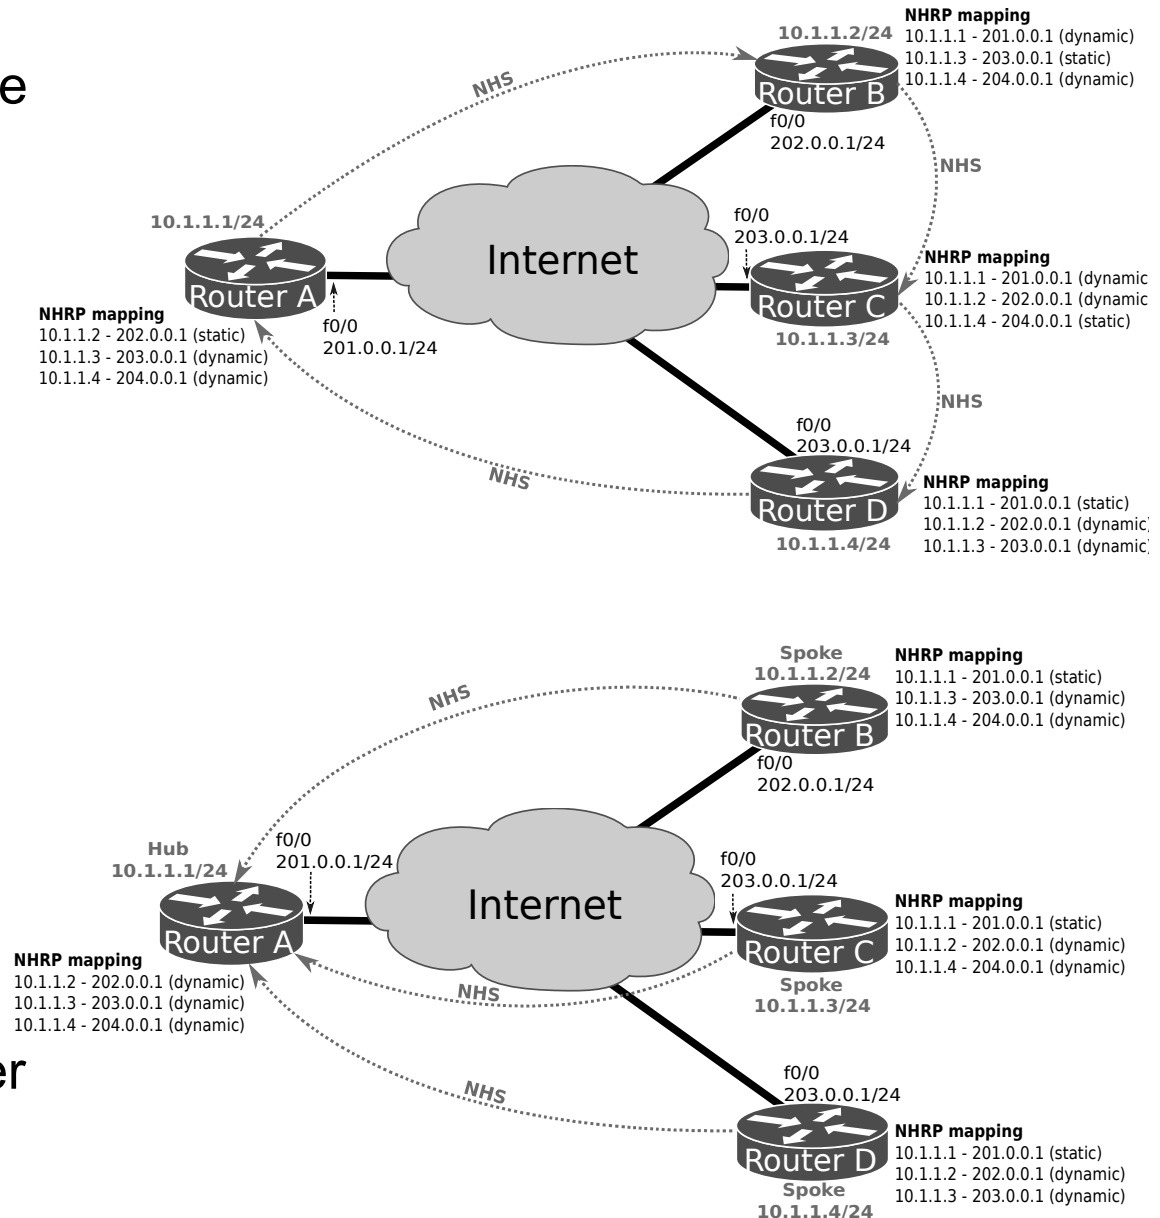 e
NHRP mapping
10.1.1.2/24
10.1.1.1 - 201.0.0.1 (dynamic)
10.1.1.3 - 203.0.0.1 (static)
10.1.1.4 - 204.0.0.1 (dynamic)
Router B
f0/0
202.0.0.1/24
NHS
NHS
10.1.1.1/24
Router A
Internet
f0/0
203.0.0.1/24
Router C
10.1.1.3/24
NHRP mapping
10.1.1.1 - 201.0.0.1 (dynamic
10.1.1.2 - 202.0.0.1 (dynamic
10.1.1.4 - 204.0.0.1 (static)
NHRP mapping
10.1.1.2 - 202.0.0.1 (static)
10.1.1.3 - 203.0.0.1 (dynamic)
10.1.1.4 - 204.0.0.1 (dynamic)
f0/0
201.0.0.1/24
NHS
NHS
f0/0
203.0.0.1/24
Router D
10.1.1.4/24
NHRP mapping
10.1.1.1 - 201.0.0.1 (static)
10.1.1.2 - 202.0.0.1 (dynamic)
10.1.1.3 - 203.0.0.1 (dynamic)
Spoke
10.1.1.2/24
Router B
f0/0
202.0.0.1/24
NHRP mapping
10.1.1.1 - 201.0.0.1 (static)
10.1.1.3 - 203.0.0.1 (dynamic)
10.1.1.4 - 204.0.0.1 (dynamic)
NHS
Hub
10.1.1.1/24
f0/0
201.0.0.1/24
Router A
Internet
f0/0
203.0.0.1/24
Router C
Spoke
10.1.1.3/24
NHRP mapping
10.1.1.1 - 201.0.0.1 (static)
10.1.1.2 - 202.0.0.1 (dynamic)
10.1.1.4 - 204.0.0.1 (dynamic)
NHRP mapping
10.1.1.2 - 202.0.0.1 (dynamic)
10.1.1.3 - 203.0.0.1 (dynamic)
10.1.1.4 - 204.0.0.1 (dynamic)
NHS
er
NHS
f0/0
203.0.0.1/24
Router D
Spoke
10.1.1.4/24
NHRP mapping
10.1.1.1 - 201.0.0.1 (static)
10.1.1.2 - 202.0.0.1 (dynamic)
10.1.1.3 - 203.0.0.1 (dynamic)